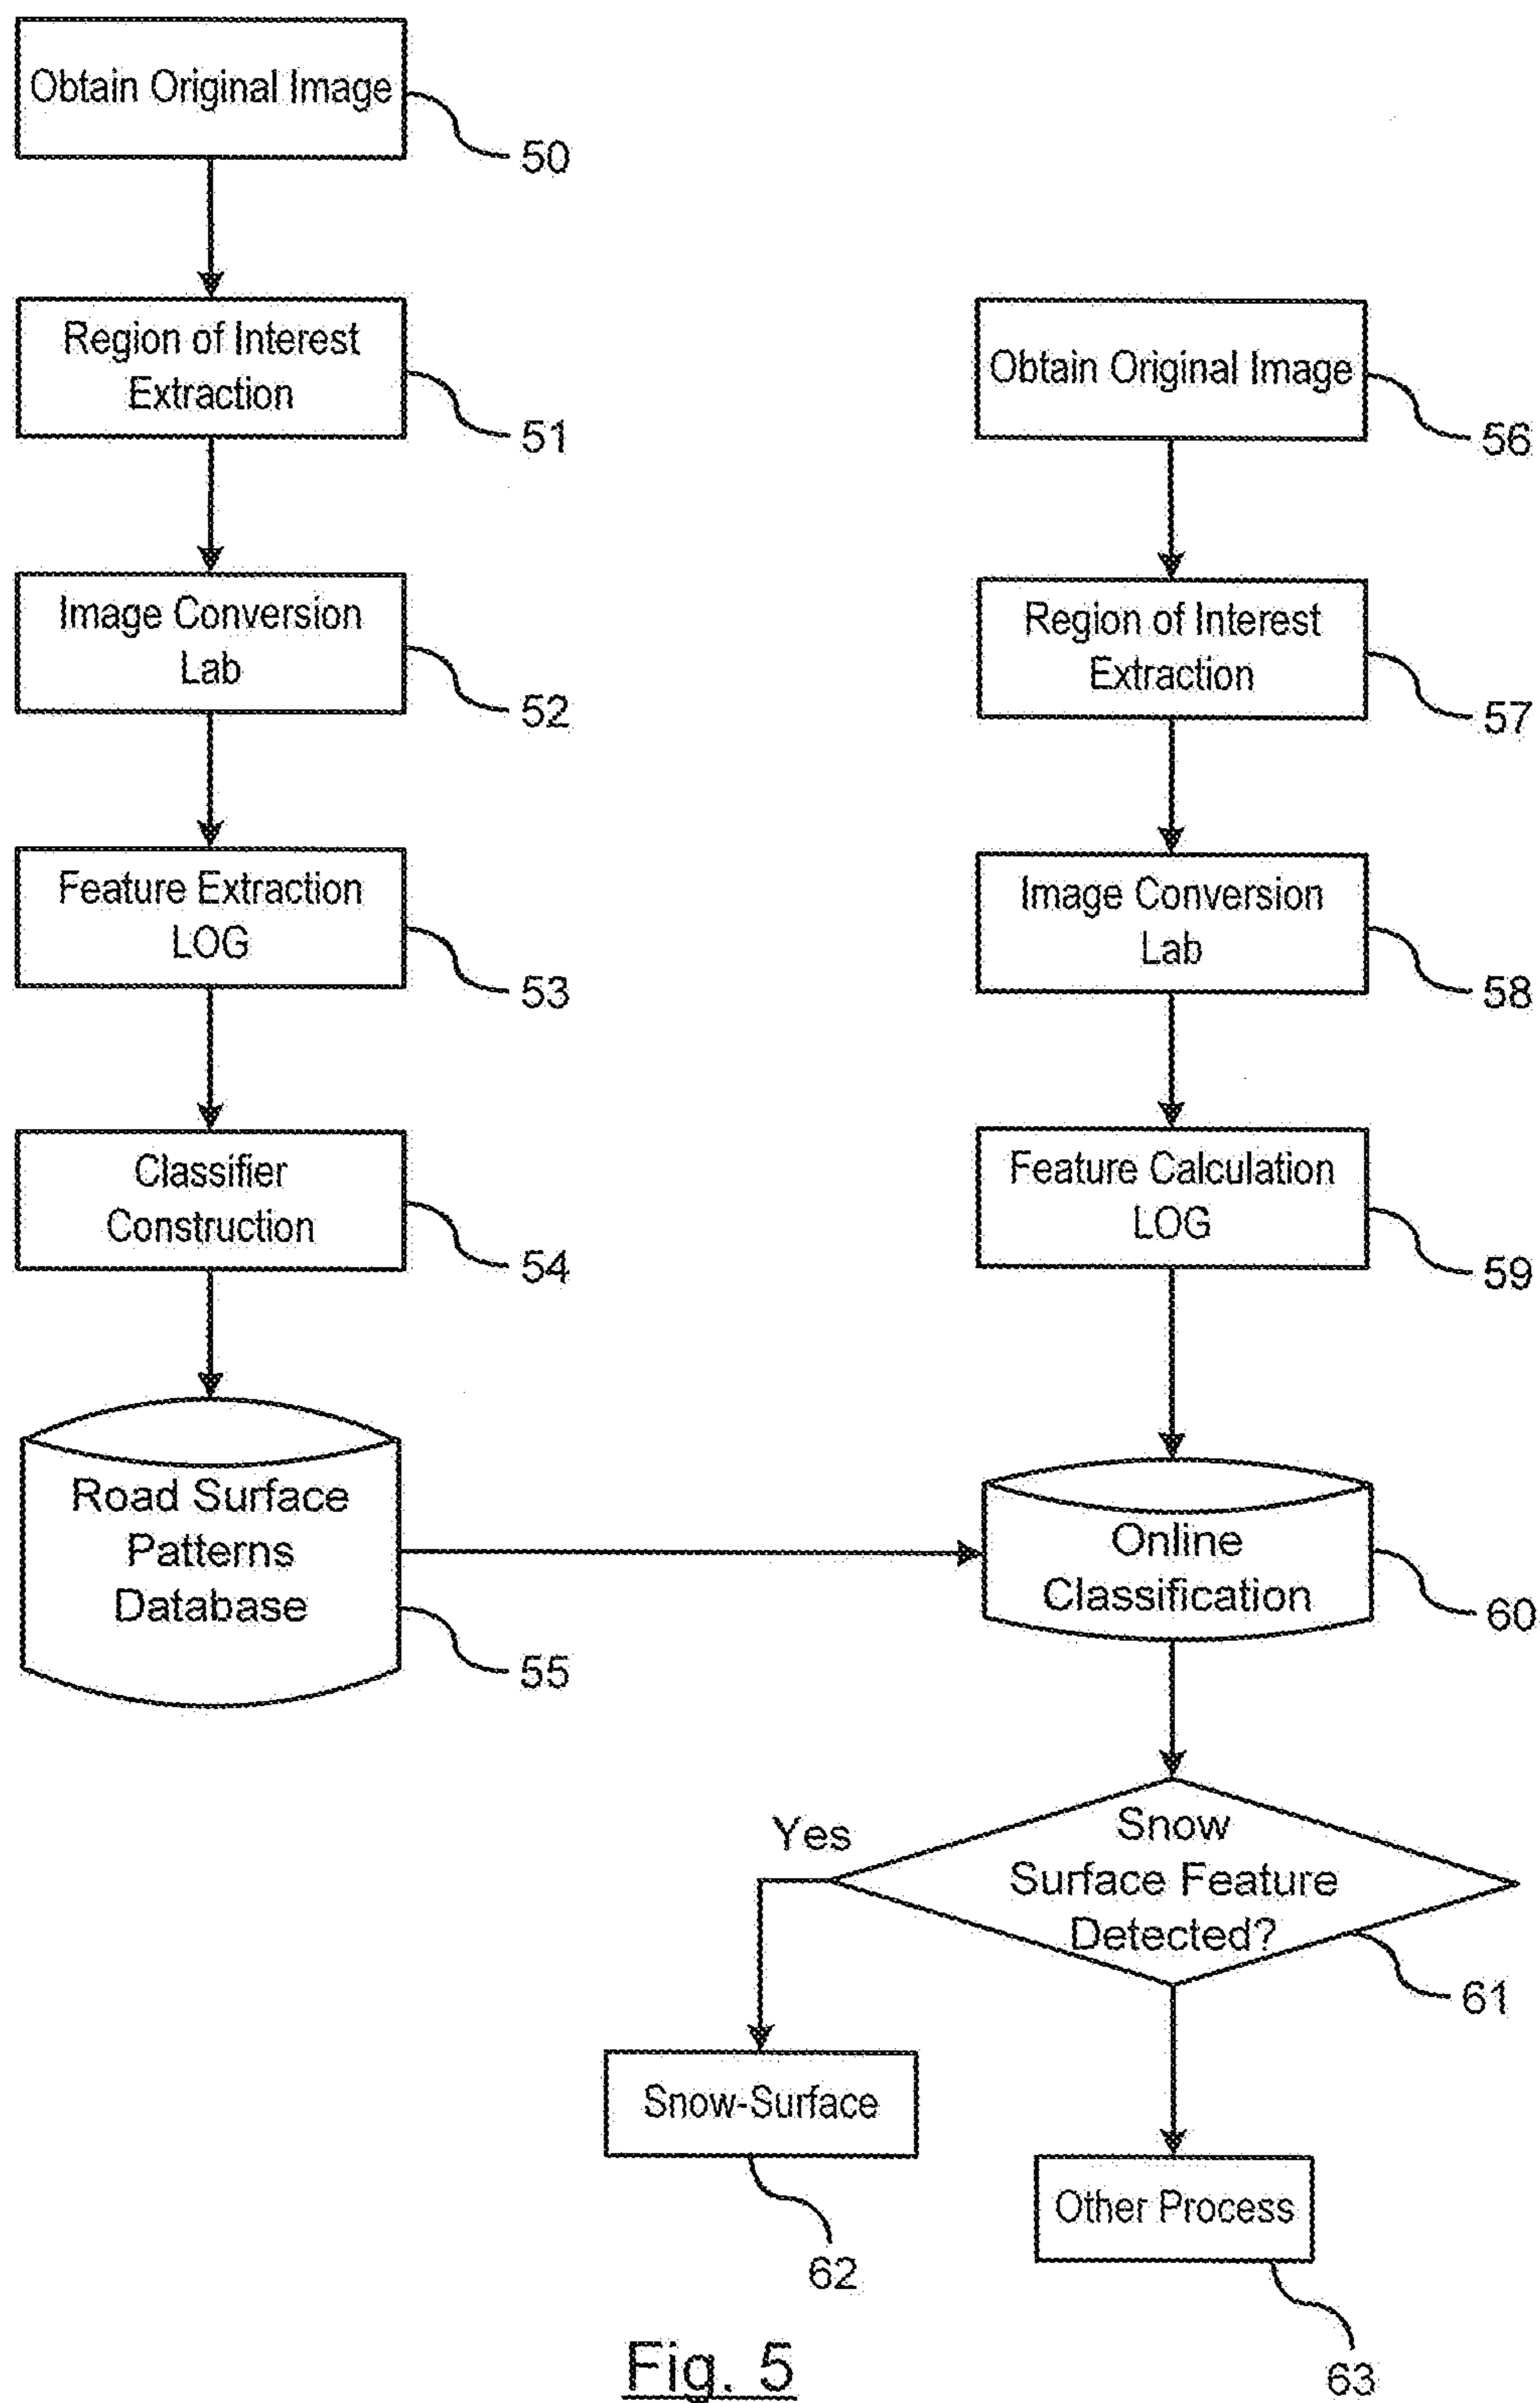 Obtain Original Image
50
Region of Interest
Extraction
51
Image Conversion
Lab
52
Feature Extraction
LOG
53
Classifier
Construction
54
Road Surface
Patterns
Database
55
Obtain Original Image
56
Region of Interest
Extraction
57
Image Conversion
Lab
58
Feature Calculation
LOG
59
Online
Classification
60
Snow
Surface Feature
Detected?
61
Yes
Snow-Surface
62
Other Process
63
Fig. 5